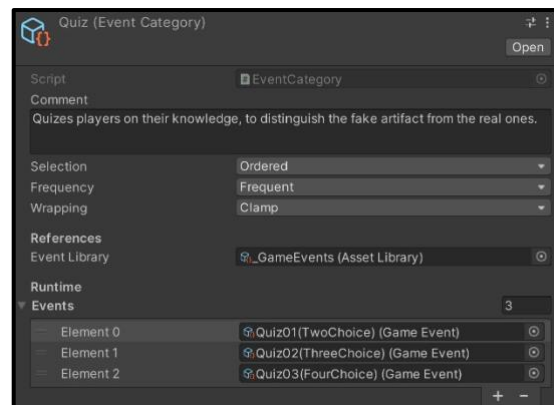 Quiz (Event Category)
Open
Script EventCategory
Comment
Quizes players on their knowledge, to distinguish the fake artifact from the real ones.
Selection Ordered
Frequency Frequent
Wrapping Clamp
References
Event Library _GameEvents (Asset Library)
Runtime
Events 3
Element 0 Quiz01(TwoChoice) (Game Event)
Element 1 Quiz02(ThreeChoice) (Game Event)
Element 2 Quiz03(FourChoice) (Game Event)
+ −